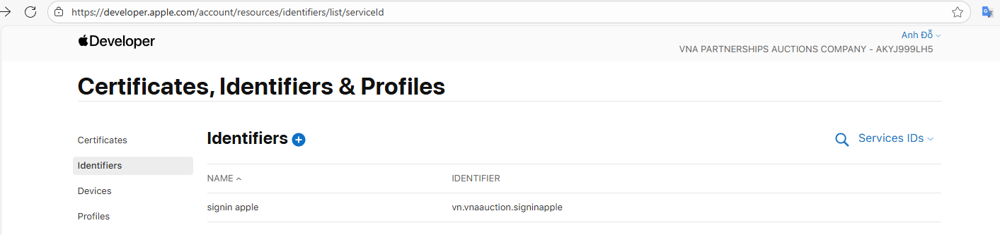 https://developer.apple.com/account/resources/identifiers/list/serviceId
Developer
Anh Đỗ
VNA PARTNERSHIPS AUCTIONS COMPANY - AKYJ999LH5
Certificates, Identifiers & Profiles
Certificates
Identifiers
Devices
Profiles
Identifiers
Services IDs
NAME IDENTIFIER
signin apple vn.vnaauction.signinapple